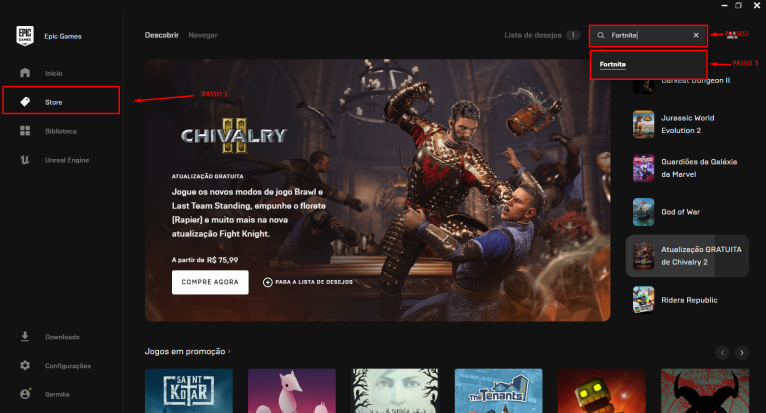 EPIC
GAMES
Epic Games
Início
Store
Biblioteca
Unreal Engine
Downloads
Configurações
Germilia
Descobrir
Navegar
Lista de desejos
1
Fortnite
PASSO2
Fortnite
PASSO 3
PASSO 1
CHIVALRY
II
ATUALIZAÇÃO GRATUITA
Jogue os novos modos de jogo Brawl e
Last Team Standing, empunhe o florete
(Rapier) e muito mais na nova
atualização Fight Knight.
A partir de R$ 75,99
COMPRE AGORA
PARA A LISTA DE DESEJOS
Darkest Dungeon II
Jurassic World
Evolution 2
Guardiões da Galáxia
da Marvel
God of War
Atualização GRATUITA
de Chivalry 2
Riders Republic
Jogos em promoção
SAINT
KOTAR
The Tenants